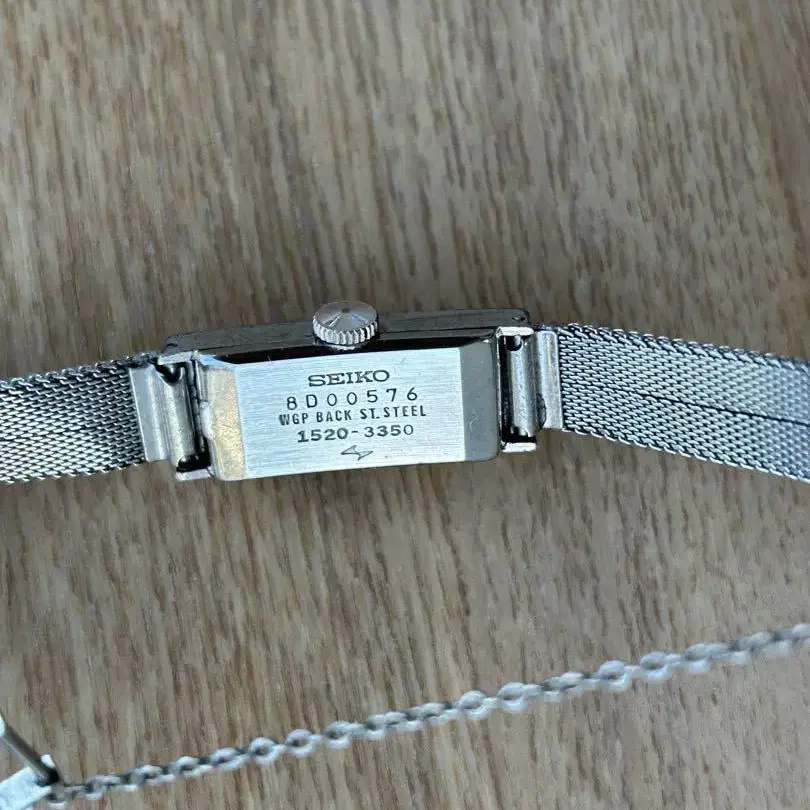 SEIKO
8D00576
WGP BACK ST. STEEL
1520-3350